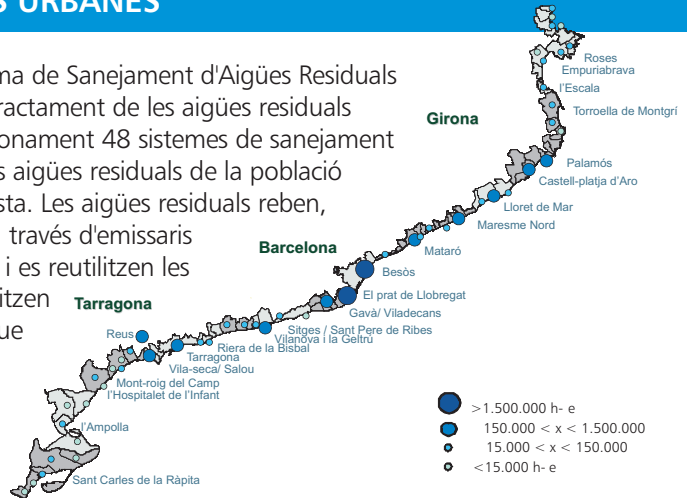 S URBANES
ma de Sanejament d'Aigües Residuals
ractament de les aigües residuals
onament 48 sistemes de sanejament
s aigües residuals de la població
sta. Les aigües residuals reben,
través d'emissaris
i es reutilitzen les
itzen
ue
Girona
Barcelona
Tarragona
Roses
Empuriabrava
l'Escala
Torroella de Montgrí
Palamós
Castell-platja d'Aro
Lloret de Mar
Maresme Nord
Mataró
Besòs
El prat de Llobregat
Gavà/ Viladecans
Sitges / Sant Pere de Ribes
Vilanova i la Geltrú
Riera de la Bisbal
Reus
Tarragona
Vila-seca/ Salou
Mont-roig del Camp
l'Hospitalet de l'Infant
l'Ampolla
Sant Carles de la Ràpita
>1.500.000 h- e
150.000 < x < 1.500.000
15.000 < x < 150.000
<15.000 h- e